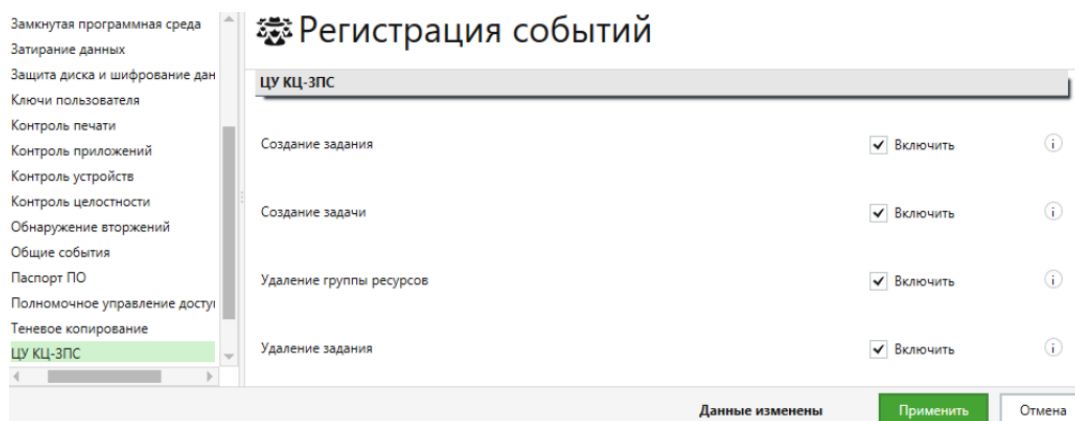 Замкнутая программная среда
Затирание данных
Защита диска и шифрование дан
Ключи пользователя
Контроль печати
Контроль приложений
Контроль устройств
Контроль целостности
Обнаружение вторжений
Общие события
Паспорт ПО
Полномочное управление досту
Теневое копирование
ЦУ КЦ-ЗПС
Регистрация событий
ЦУ КЦ-ЗПС
Создание задания
Включить
Создание задачи
Включить
Удаление группы ресурсов
Включить
Удаление задания
Включить
Данные изменены
Применить
Отмена